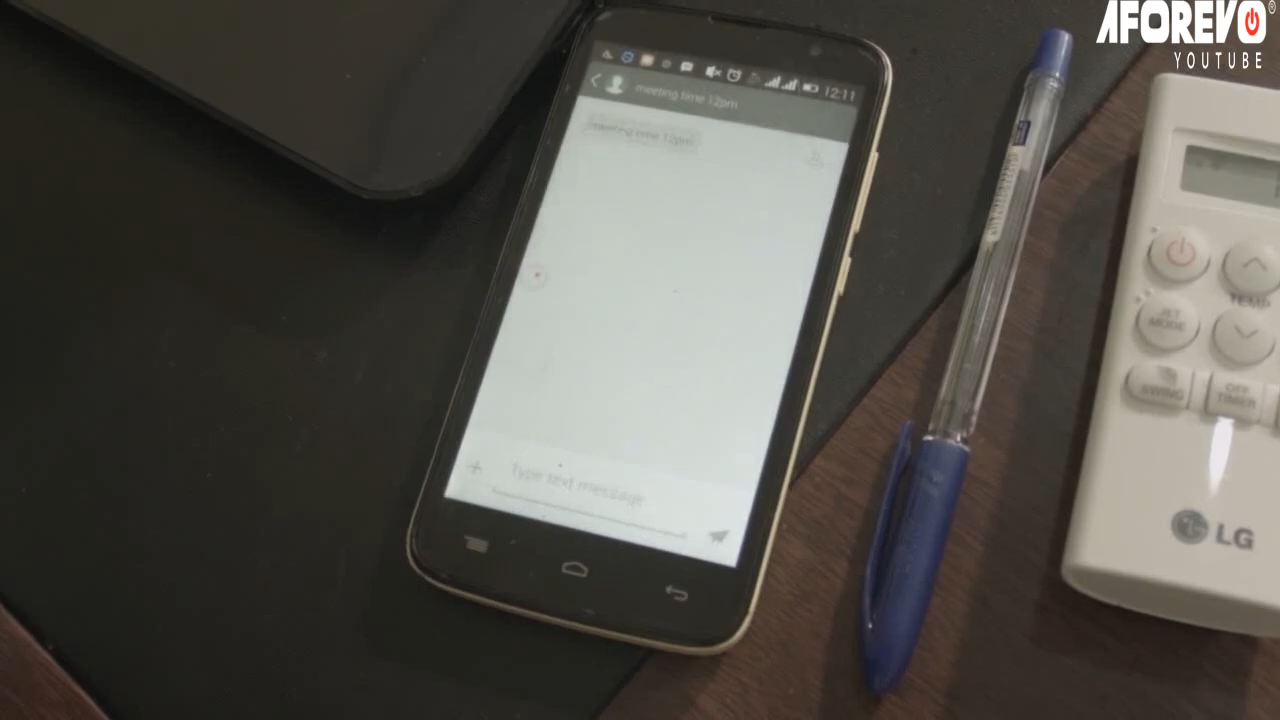 AFOREVO
YOUTUBE
12:11
meeting time 12pm
meeting time 12pm
Type text message
TEMP
JET
MODE
SWING
OFF
TIMER
LG